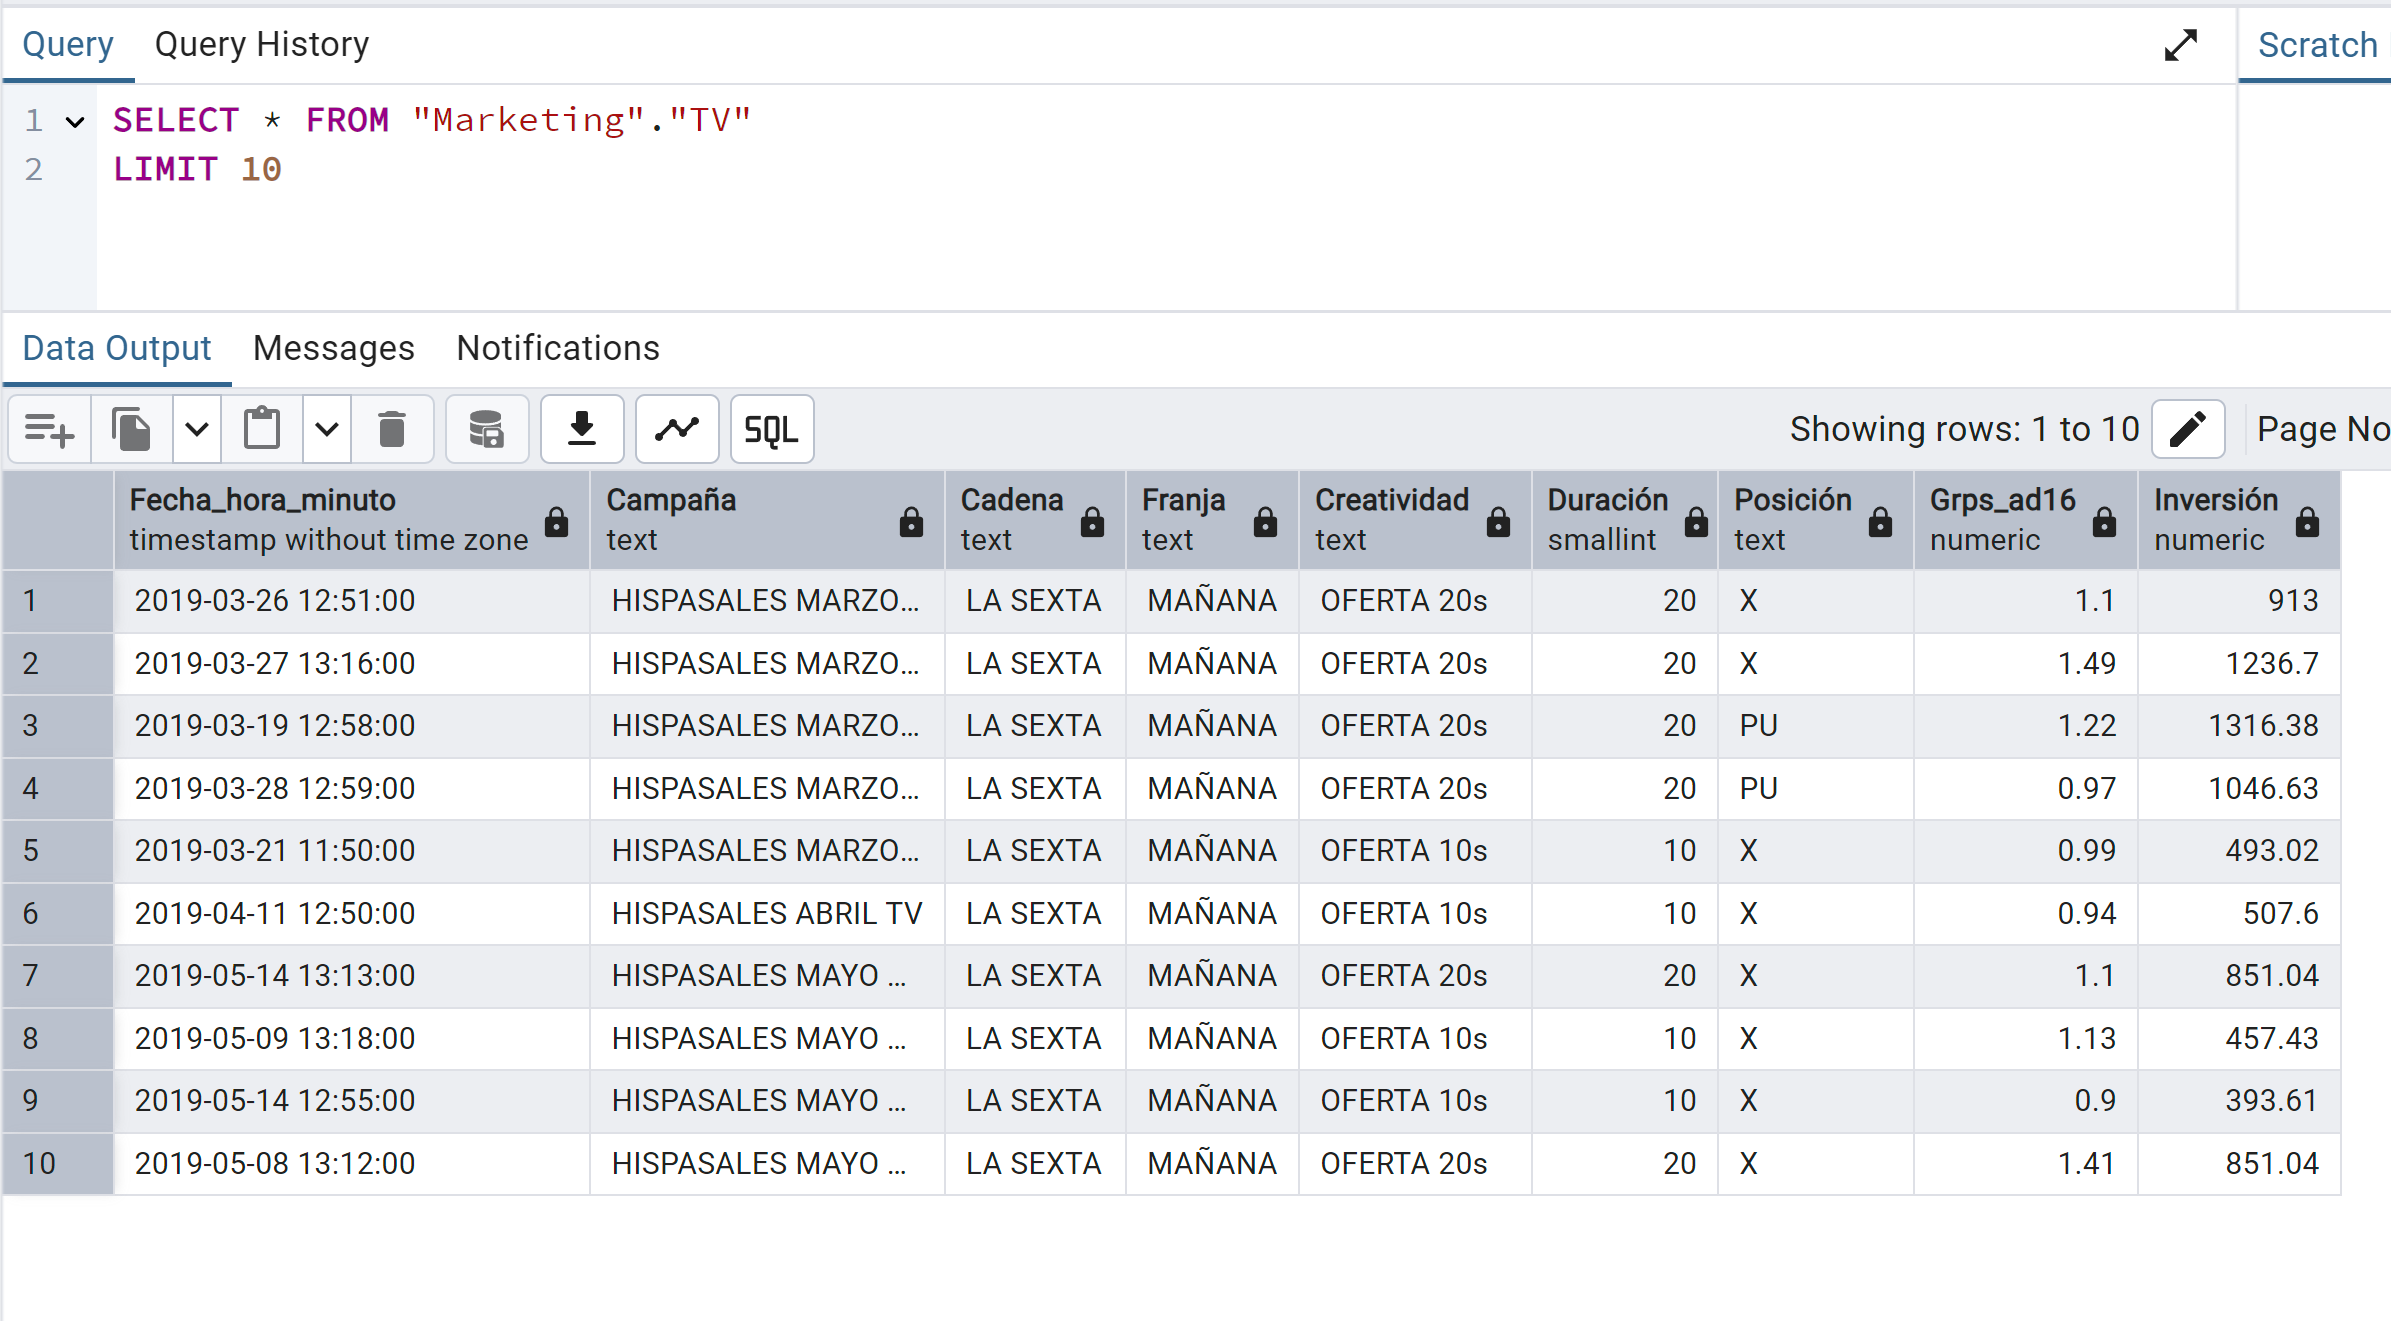 Query Query History Scratch
1 SELECT * FROM "Marketing"."TV"
2 LIMIT 10
Data Output Messages Notifications
SQL Showing rows: 1 to 10 Page No
Fecha_hora_minuto Campaña Cadena Franja Creatividad Duración Posición Grps_ad16 Inversión
timestamp without time zone text text text text smallint text numeric numeric
1 2019-03-26 12:51:00 HISPASALES MARZO... LA SEXTA MAÑANA OFERTA 20s 20 X 1.1 913
2 2019-03-27 13:16:00 HISPASALES MARZO... LA SEXTA MAÑANA OFERTA 20s 20 X 1.49 1236.7
3 2019-03-19 12:58:00 HISPASALES MARZO... LA SEXTA MAÑANA OFERTA 20s 20 PU 1.22 1316.38
4 2019-03-28 12:59:00 HISPASALES MARZO... LA SEXTA MAÑANA OFERTA 20s 20 PU 0.97 1046.63
5 2019-03-21 11:50:00 HISPASALES MARZO... LA SEXTA MAÑANA OFERTA 10s 10 X 0.99 493.02
6 2019-04-11 12:50:00 HISPASALES ABRIL TV LA SEXTA MAÑANA OFERTA 10s 10 X 0.94 507.6
7 2019-05-14 13:13:00 HISPASALES MAYO ... LA SEXTA MAÑANA OFERTA 20s 20 X 1.1 851.04
8 2019-05-09 13:18:00 HISPASALES MAYO ... LA SEXTA MAÑANA OFERTA 10s 10 X 1.13 457.43
9 2019-05-14 12:55:00 HISPASALES MAYO ... LA SEXTA MAÑANA OFERTA 10s 10 X 0.9 393.61
10 2019-05-08 13:12:00 HISPASALES MAYO ... LA SEXTA MAÑANA OFERTA 20s 20 X 1.41 851.04